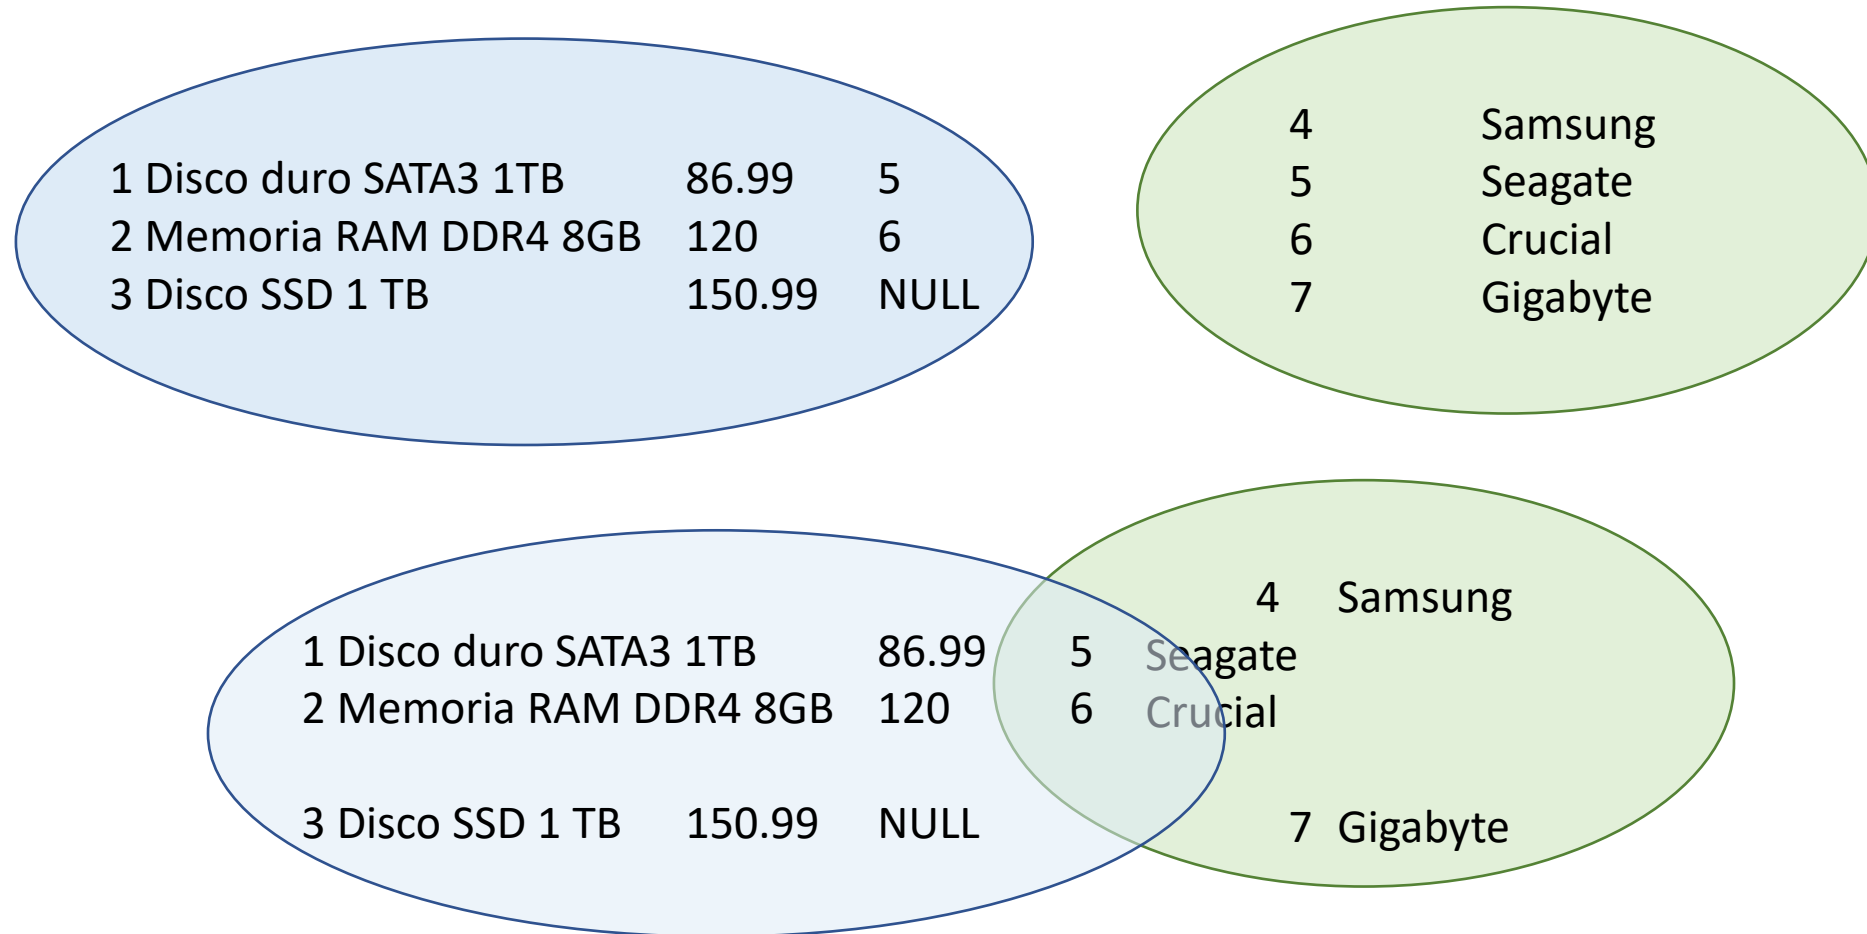 1 Disco duro SATA3 1TB 86.99 5
2 Memoria RAM DDR4 8GB 120 6
3 Disco SSD 1 TB 150.99 NULL
4 Samsung
5 Seagate
6 Crucial
7 Gigabyte
4 Samsung
1 Disco duro SATA3 1TB 86.99 5 Seagate
2 Memoria RAM DDR4 8GB 120 6 Crucial
3 Disco SSD 1 TB 150.99 NULL
7 Gigabyte